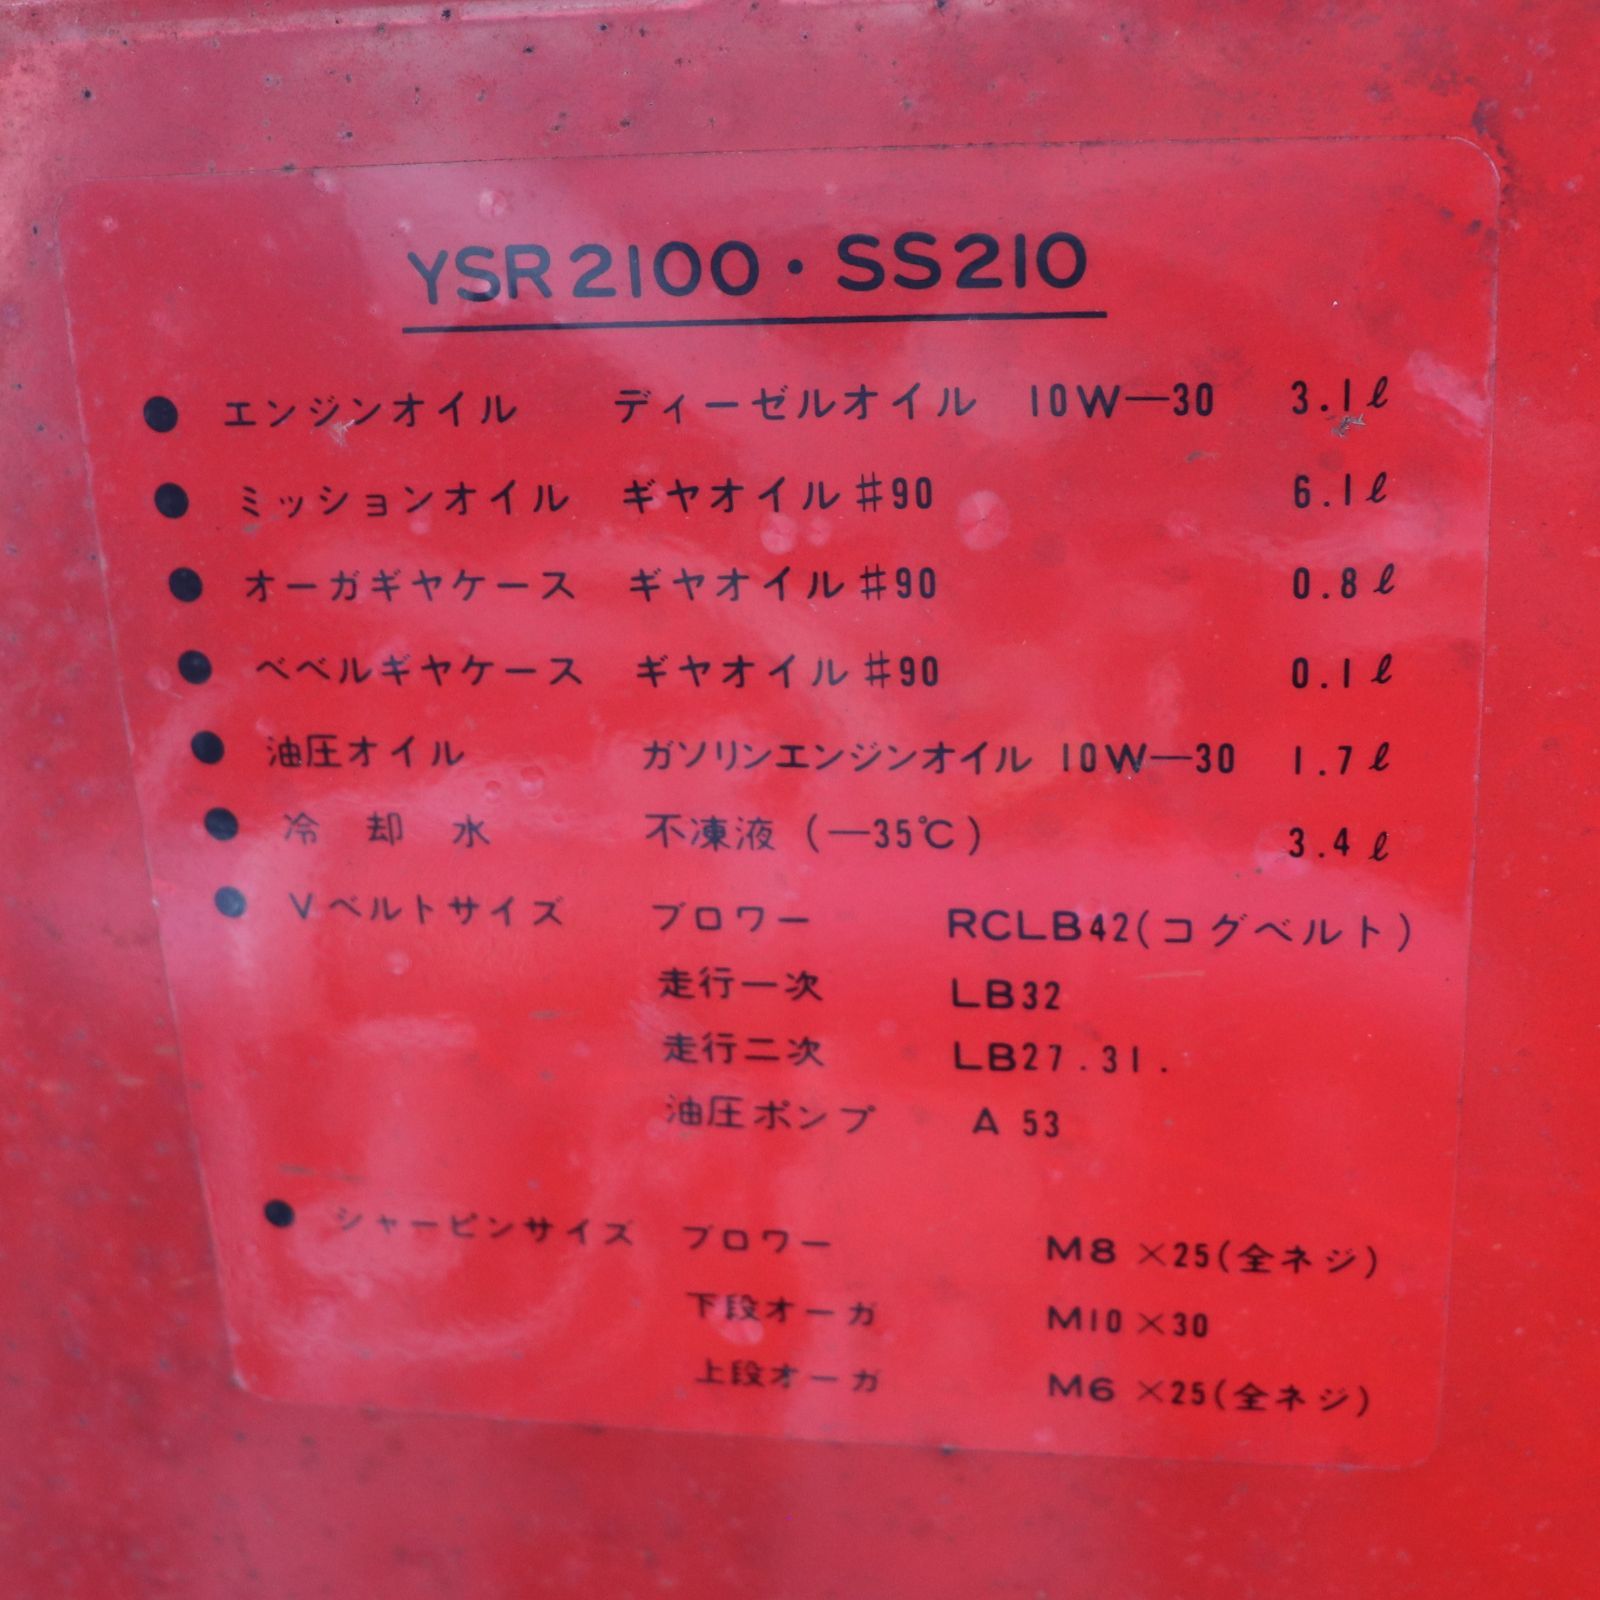 YSR2100・SS210
● エンジンオイル ディーゼルオイル 10W—30 3.1ℓ
● ミッションオイル ギヤオイル#90 6.1ℓ
● オーガギヤケース ギヤオイル#90 0.8ℓ
● ベベルギヤケース ギヤオイル#90 0.1ℓ
● 油圧オイル ガソリンエンジンオイル 10W—30 1.7ℓ
● 冷却水 不凍液(—35℃) 3.4ℓ
● Vベルトサイズ ブロワー RCLB42(コグベルト)
走行一次 LB32
走行二次 LB27.31.
油圧ポンプ A 53
● シャーピンサイズ ブロワー M8×25(全ネジ)
下段オーガ M10×30
上段オーガ M6×25(全ネジ)